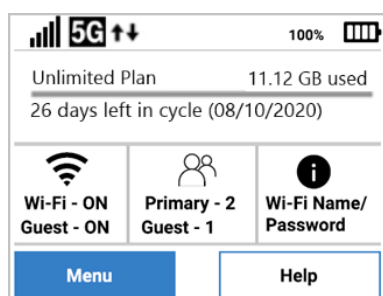 5G 100%
Unlimited Plan 11.12 GB used
26 days left in cycle (08/10/2020)
Wi-Fi - ON Primary - 2 Wi-Fi Name/
Guest - ON Guest - 1 Password
Menu Help